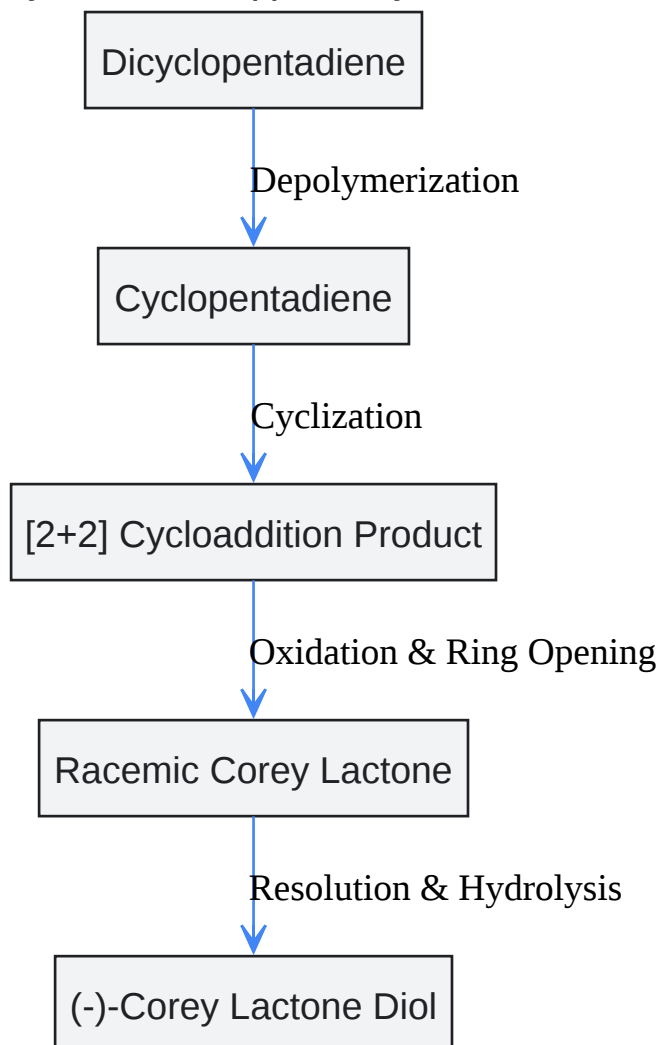 Dicyclopentadiene
Depolymerization
Cyclopentadiene
Cyclization
[2+2] Cycloaddition Product
Oxidation & Ring Opening
Racemic Corey Lactone
Resolution & Hydrolysis
(-)-Corey Lactone Diol